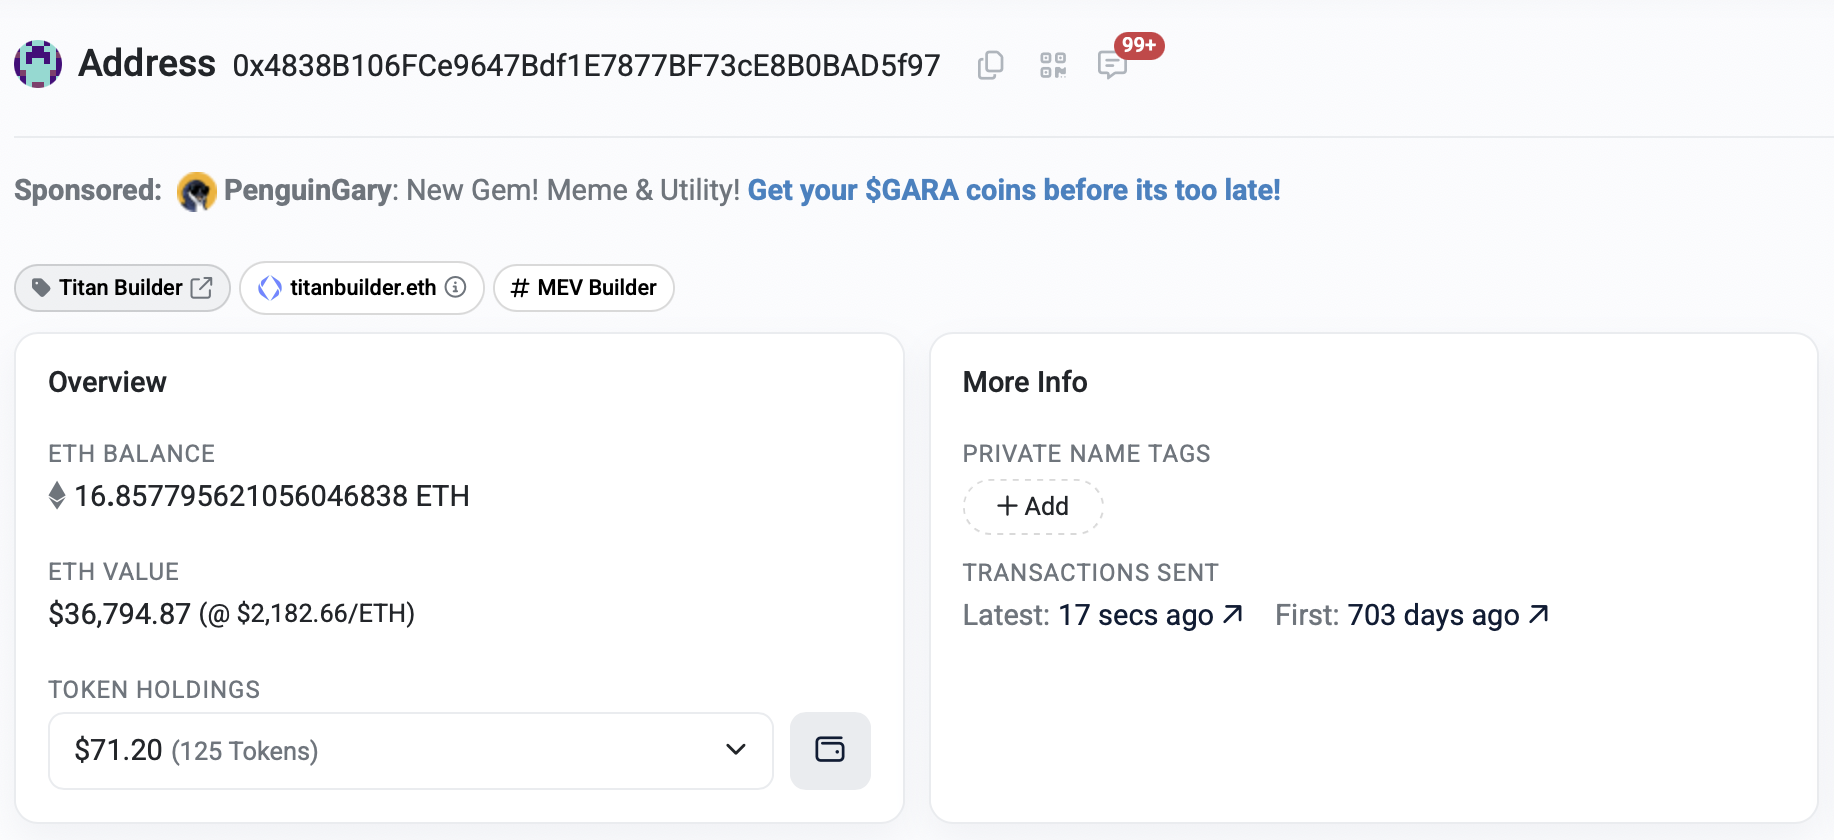 Address 0x4838B106FCe9647Bdf1E7877BF73cE8B0BAD5f97 99+
Sponsored: PenguinGary: New Gem! Meme & Utility! Get your $GARA coins before its too late!
Titan Builder titanbuilder.eth # MEV Builder
Overview
ETH BALANCE
16.857795621056046838 ETH
ETH VALUE
$36,794.87 (@ $2,182.66/ETH)
TOKEN HOLDINGS
$71.20 (125 Tokens)
More Info
PRIVATE NAME TAGS
+ Add
TRANSACTIONS SENT
Latest: 17 secs ago ↗ First: 703 days ago ↗